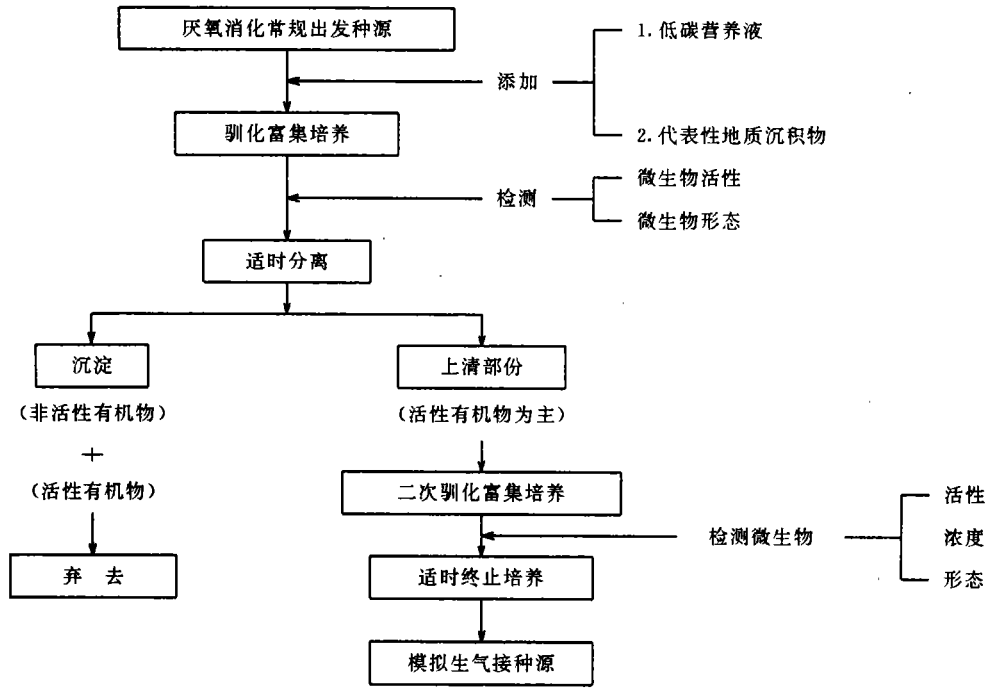 厌氧消化常规出发种源
1.低碳营养液
添加
驯化富集培养
2.代表性地质沉积物
微生物活性
检测
微生物形态
适时分离
沉淀
上清部份
(非活性有机物)
(活性有机物为主)
+
(活性有机物)
二次驯化富集培养
活性
检测微生物
浓度
弃 去
适时终止培养
形态
模拟生气接种源